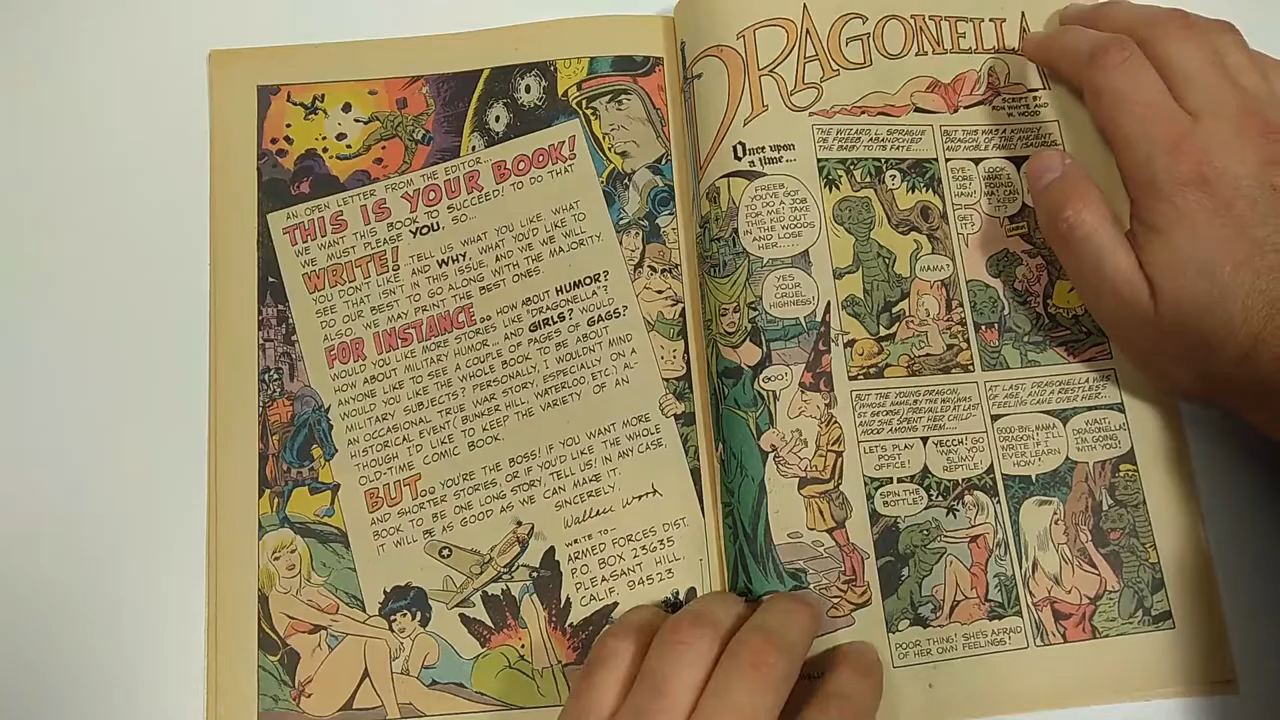 AN OPEN LETTER FROM THE EDITOR...
THIS IS YOUR BOOK!
WE WANT THIS BOOK TO SUCCEED! TO DO THAT
WE MUST PLEASE YOU, SO...
WRITE! ..TELL US WHAT YOU LIKE, WHAT
YOU DON'T LIKE, AND WHY, WHAT YOU'D LIKE TO
SEE THAT ISN'T IN THIS ISSUE. AND WE WILL
DO OUR BEST TO GO ALONG WITH THE MAJORITY.
ALSO, WE MAY PRINT THE BEST ONES.
FOR INSTANCE.. HOW ABOUT HUMOR?
WOULD YOU LIKE MORE STORIES LIKE "DRAGONELLA"?
HOW ABOUT MILITARY HUMOR... AND GIRLS? WOULD
ANYONE LIKE TO SEE A COUPLE OF PAGES OF GAGS?
WOULD YOU LIKE THE WHOLE BOOK TO BE ABOUT
MILITARY SUBJECTS? PERSONALLY, I WOULDN'T MIND
AN OCCASIONAL TRUE WAR STORY, ESPECIALLY ON A
HISTORICAL EVENT (BUNKER HILL, WATERLOO, ETC.) AL-
THOUGH I'D LIKE TO KEEP THE VARIETY OF AN
OLD-TIME COMIC BOOK.
BUT.. YOU'RE THE BOSS! IF YOU WANT MORE
AND SHORTER STORIES, OR IF YOU'D LIKE THE WHOLE
BOOK TO BE ONE LONG STORY, TELL US! IN ANY CASE,
IT WILL BE AS GOOD AS WE CAN MAKE IT.
SINCERELY,
Wallace Wood
WRITE TO—
ARMED FORCES DIST.
P.O. BOX 23635
PLEASANT HILL,
CALIF. 94523
DRAGONELLA
SCRIPT BY
RON WHYTE AND
W. WOOD
Once upon
a time...
FREEB,
YOU'VE GOT
TO DO A JOB
FOR ME! TAKE
THIS KID OUT
IN THE WOODS
AND LOSE
HER.....
YES
YOUR
CRUEL
HIGHNESS!
GOO!
THE WIZARD, L. SPRAGUE
DE FREEB, ABANDONED
THE BABY TO ITS FATE......
?
MAMA?
BUT THIS WAS A KINDLY
DRAGON, OF THE ANCIENT
AND NOBLE FAMILY ISAURUS.
EYE-
SORE-
US!
HAW!
GET
IT?
LOOK
WHAT I
FOUND,
MA! CAN
I KEEP
IT?
BUT THE YOUNG DRAGON,
(WHOSE NAME, BY THE WAY, WAS
ST. GEORGE) PREVAILED AT LAST
AND SHE SPENT HER CHILD-
HOOD AMONG THEM....
LET'S PLAY
POST
OFFICE!
YECCH! GO
'WAY, YOU
SLIMY
REPTILE!
SPIN THE
BOTTLE?
POOR THING! SHE'S AFRAID
OF HER OWN FEELINGS!
AT LAST, DRAGONELLA WAS
OF AGE, AND A RESTLESS
FEELING CAME OVER HER...
GOOD-BYE, MAMA
DRAGON! I'LL
WRITE IF I
EVER LEARN
HOW!
WAIT,
DRAGONELLA!
I'M GOING
WITH YOU!